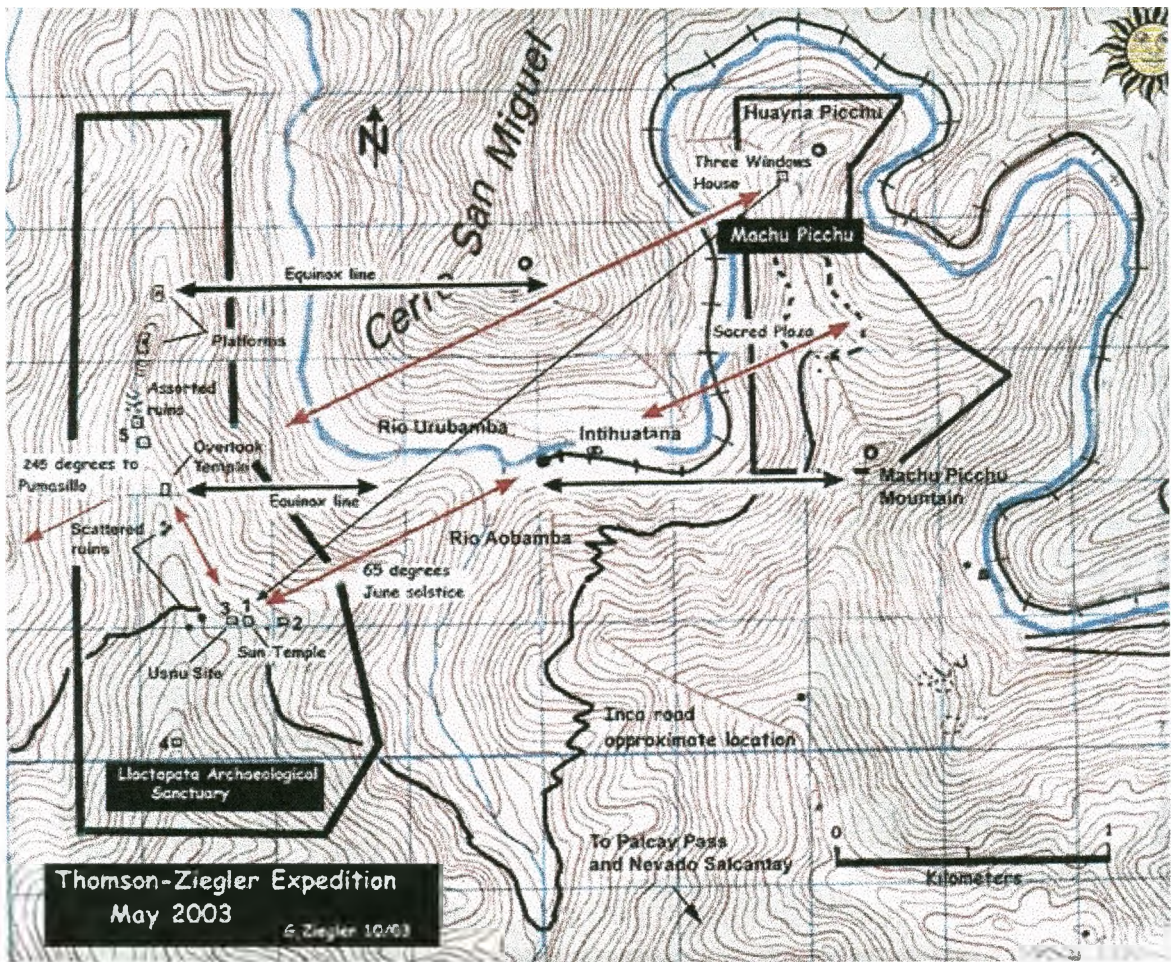 Huayna Picchu
Three Windows
House
Machu Picchu
N
Cerro San Miguel
Equinox line
Platforms
Sacred Plaza
Assorted
ruins
5
Rio Urubamba
Intihuatana
Overlook
Temple
245 degrees to
Pumasillo
Equinox line
Machu Picchu
Mountain
Scattered
ruins
Rio Aobamba
65 degrees
June solstice
3 1
2
Sun Temple
Usnu Site
Inca road
approximate location
4
Llactapata Archaeological
Sanctuary
To Palcay Pass
and Nevado Salcantay
0 1
Kilometers
Thomson-Ziegler Expedition
May 2003
G Ziegler 10/03